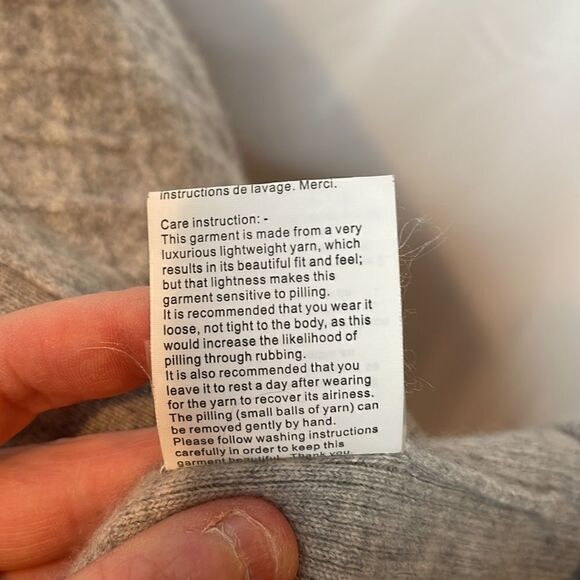 instructions de lavage. Merci.
Care instruction: -
This garment is made from a very
luxurious lightweight yarn, which
results in its beautiful fit and feel;
but that lightness makes this
garment sensitive to pilling.
It is recommended that you wear it
loose, not tight to the body, as this
would increase the likelihood of
pilling through rubbing.
It is also recommended that you
leave it to rest a day after wearing
for the yarn to recover its airiness.
The pilling (small balls of yarn) can
be removed gently by hand.
Please follow washing instructions
carefully in order to keep this
garment beautiful. Thank you.